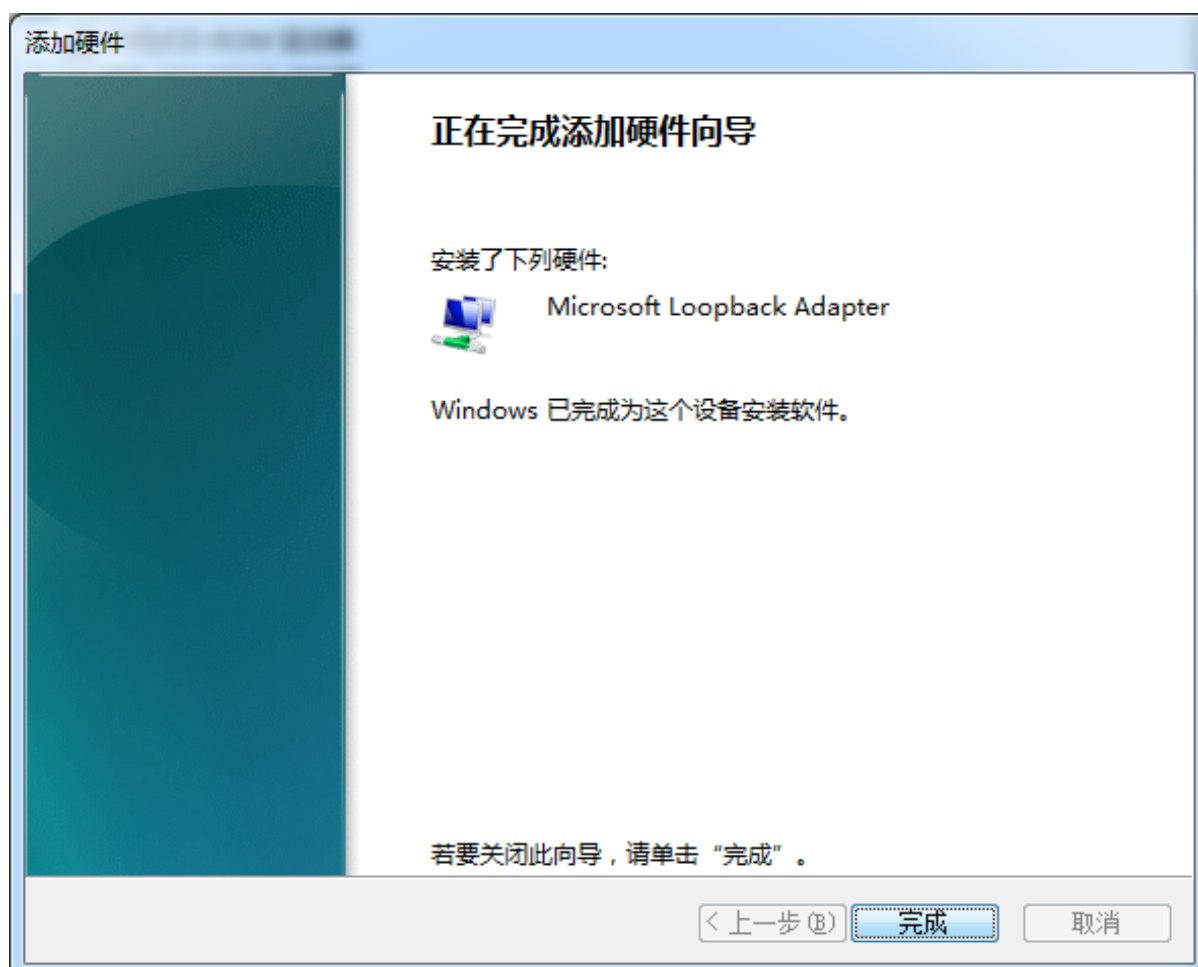 添加硬件
正在完成添加硬件向导
安装了下列硬件:
Microsoft Loopback Adapter
Windows 已完成为这个设备安装软件。
若要关闭此向导，请单击“完成”。
< 上一步(B)
完成
取消